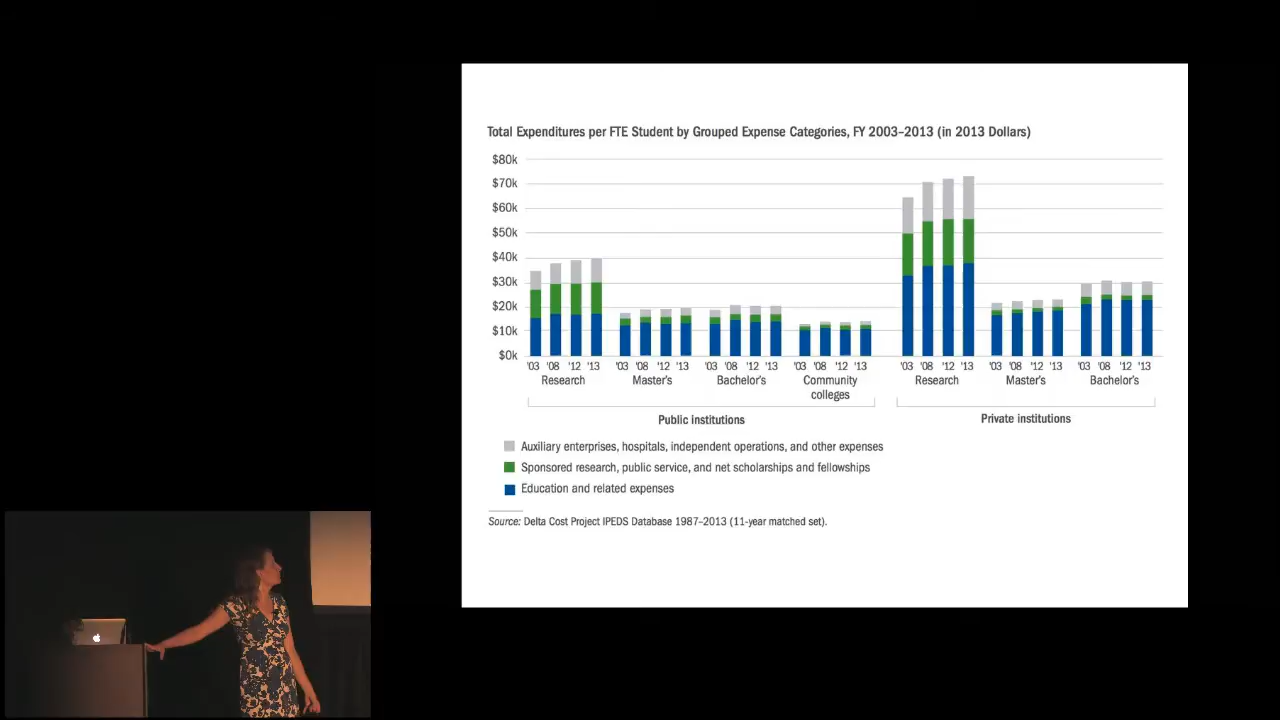 Total Expenditures per FTE Student by Grouped Expense Categories, FY 2003–2013 (in 2013 Dollars)
$80k
$70k
$60k
$50k
$40k
$30k
$20k
$10k
$0k
'03 '08 '12 '13 '03 '08 '12 '13 '03 '08 '12 '13 '03 '08 '12 '13 '03 '08 '12 '13 '03 '08 '12 '13 '03 '08 '12 '13
Research Master's Bachelor's Community colleges Research Master's Bachelor's
Public institutions Private institutions
Auxiliary enterprises, hospitals, independent operations, and other expenses
Sponsored research, public service, and net scholarships and fellowships
Education and related expenses
Source: Delta Cost Project IPEDS Database 1987–2013 (11-year matched set).